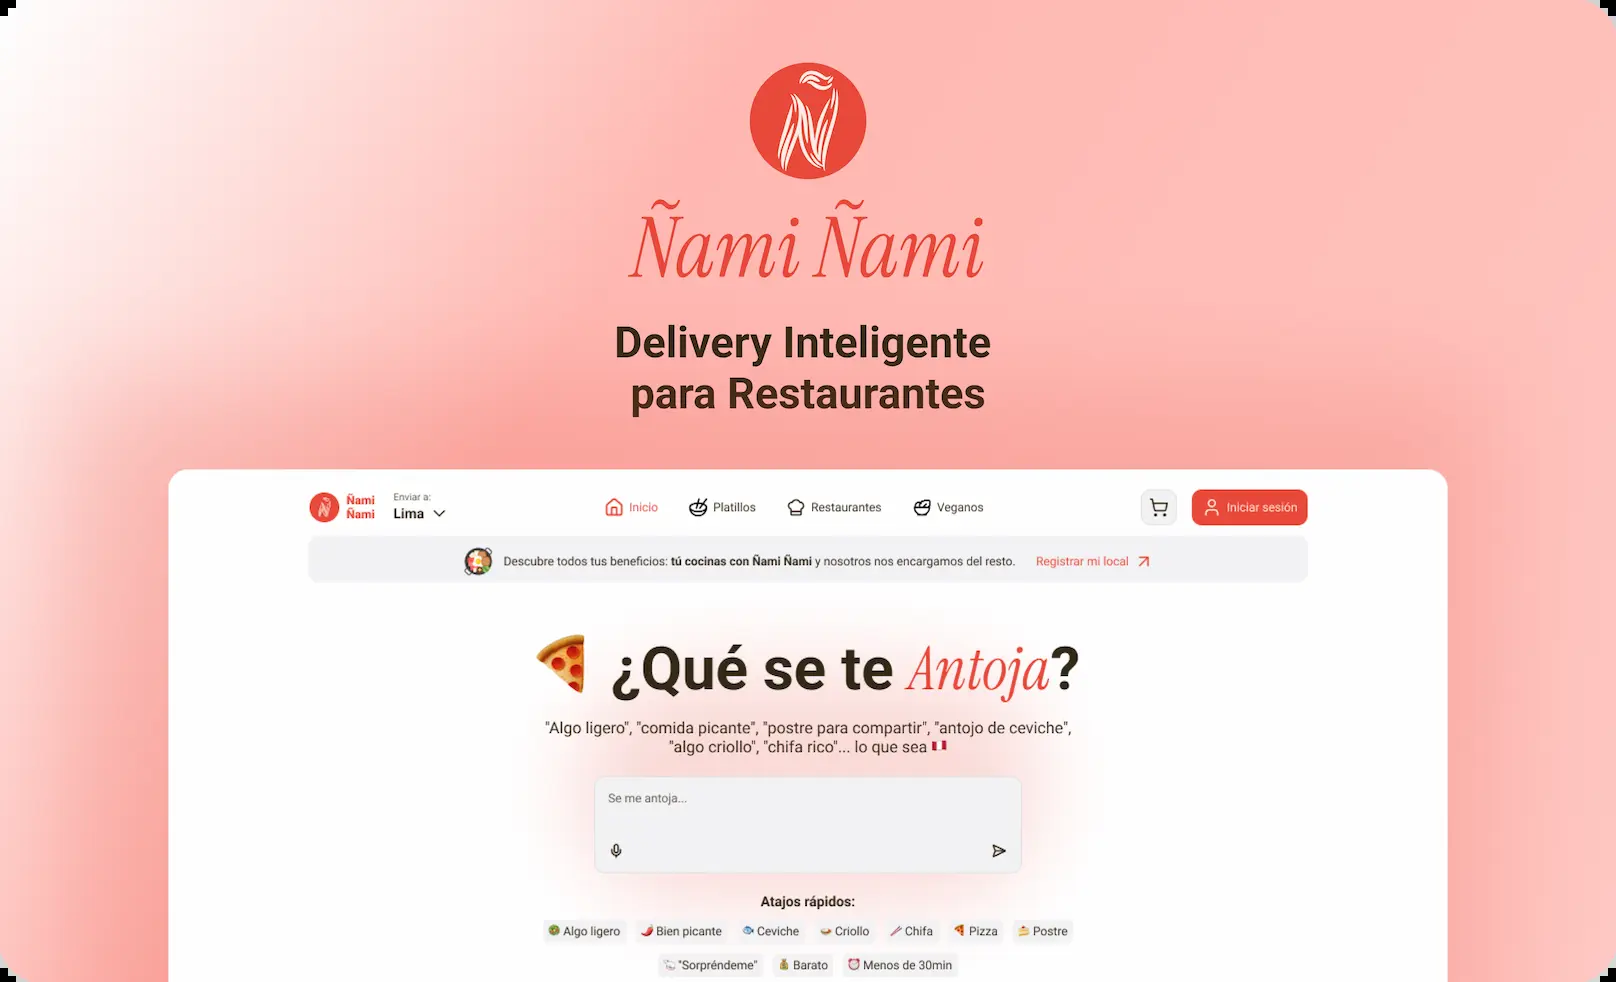 Ñ
Ñami Ñami
Delivery Inteligente
para Restaurantes
Ñami
Ñami
Enviar a:
Lima
Inicio
Platillos
Restaurantes
Veganos
Iniciar sesión
Descubre todos tus beneficios: tú cocinas con Ñami Ñami y nosotros nos encargamos del resto.
Registrar mi local
¿Qué se te Antoja?
"Algo ligero", "comida picante", "postre para compartir", "antojo de ceviche",
"algo criollo", "chifa rico"... lo que sea
Se me antoja...
Atajos rápidos:
Algo ligero
Bien picante
Ceviche
Criollo
Chifa
Pizza
Postre
"Sorpréndeme"
Barato
Menos de 30min